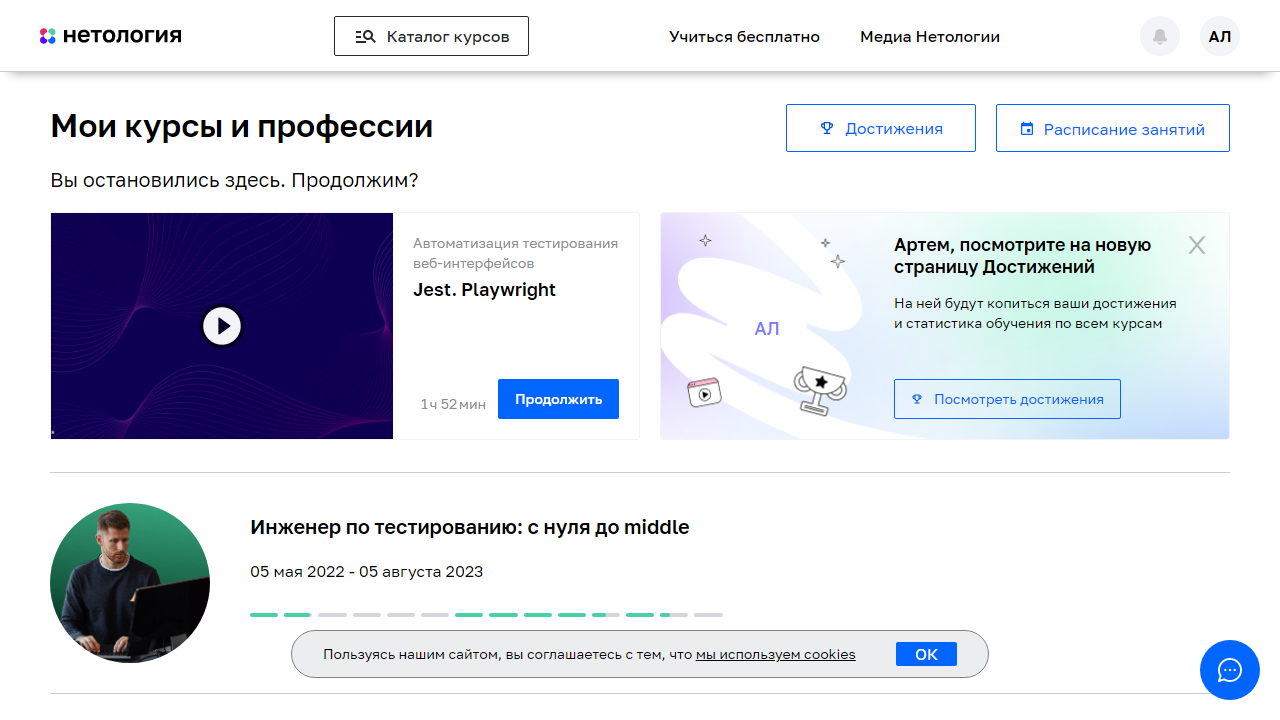 нетология
Каталог курсов
Учиться бесплатно
Медиа Нетологии
АЛ
Мои курсы и профессии
Достижения
Расписание занятий
Вы остановились здесь. Продолжим?
Автоматизация тестирования
веб-интерфейсов
Jest. Playwright
1 ч 52 мин
Продолжить
АЛ
Артем, посмотрите на новую
страницу Достижений
На ней будут копиться ваши достижения
и статистика обучения по всем курсам
Посмотреть достижения
Инженер по тестированию: с нуля до middle
05 мая 2022 - 05 августа 2023
Пользуясь нашим сайтом, вы соглашаетесь с тем, что мы используем cookies
ОК